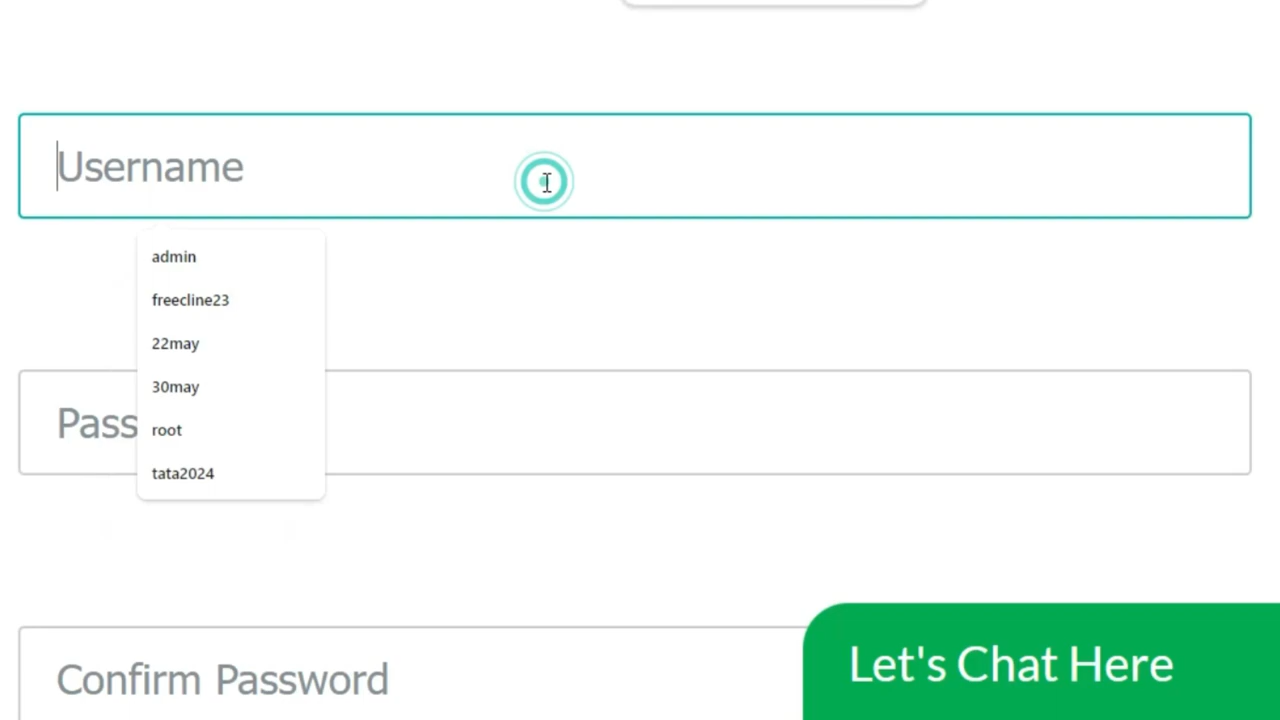 Username
admin
freecline23
22may
30may
root
tata2024
Pass
Confirm Password
Let's Chat Here